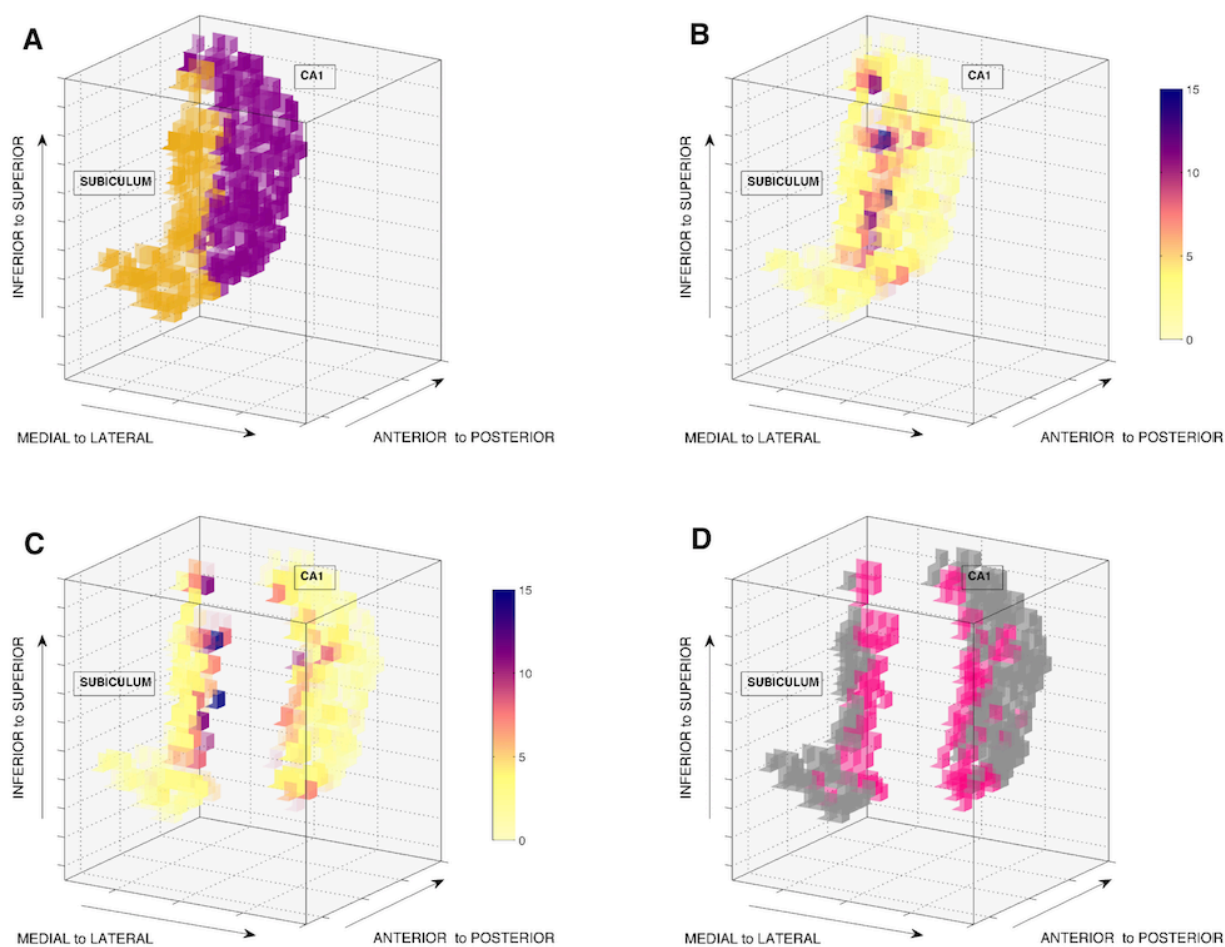 A
CA1
SUBICULUM
INFERIOR to SUPERIOR
MEDIAL to LATERAL
ANTERIOR to POSTERIOR
B
CA1
SUBICULUM
INFERIOR to SUPERIOR
MEDIAL to LATERAL
ANTERIOR to POSTERIOR
15
10
5
0
C
CA1
SUBICULUM
INFERIOR to SUPERIOR
MEDIAL to LATERAL
ANTERIOR to POSTERIOR
15
10
5
0
D
CA1
SUBICULUM
INFERIOR to SUPERIOR
MEDIAL to LATERAL
ANTERIOR to POSTERIOR